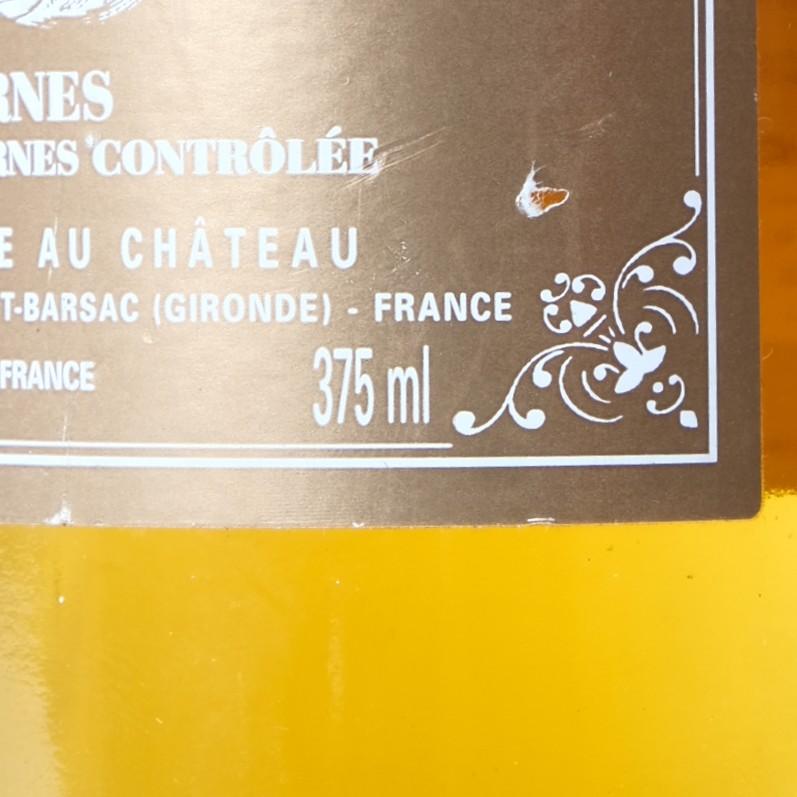 RNES
RNES CONTRÔLÉE
E AU CHÂTEAU
T-BARSAC (GIRONDE) - FRANCE
FRANCE
375 ml